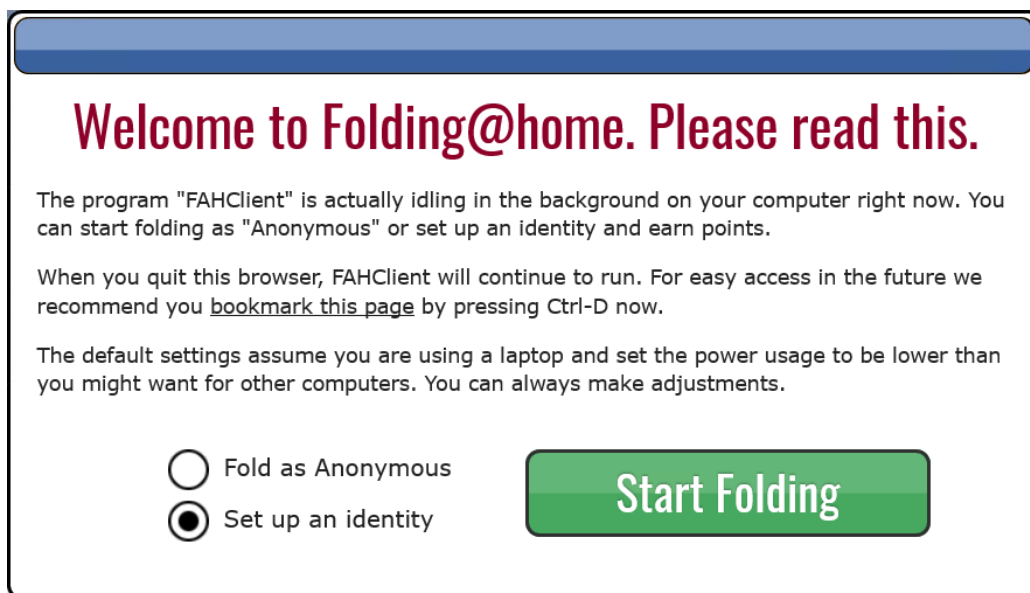 Welcome to Folding@home. Please read this.
The program "FAHClient" is actually idling in the background on your computer right now. You
can start folding as "Anonymous" or set up an identity and earn points.
When you quit this browser, FAHClient will continue to run. For easy access in the future we
recommend you bookmark this page by pressing Ctrl-D now.
The default settings assume you are using a laptop and set the power usage to be lower than
you might want for other computers. You can always make adjustments.
Fold as Anonymous
Set up an identity
Start Folding